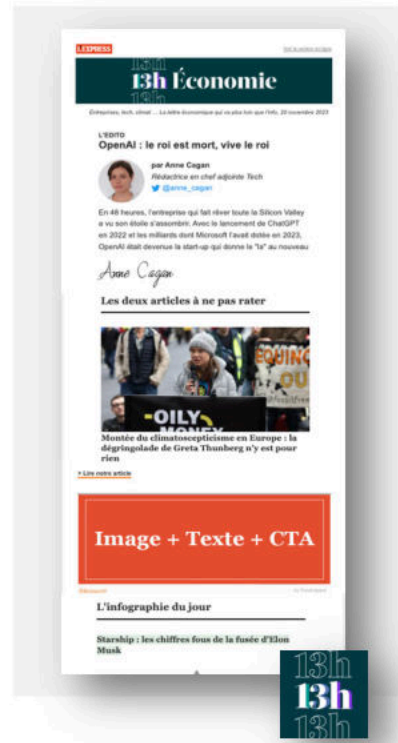 L'EXPRESS
Voir la version en ligne
13h
13h Économie
13h
Entreprises, tech, climat ... La lettre économique qui va plus loin que l'info, 20 novembre 2023
L'EDITO
OpenAI : le roi est mort, vive le roi
par Anne Cagan
Rédactrice en chef adjointe Tech
@anne_cagan
En 48 heures, l'entreprise qui fait rêver toute la Silicon Valley
a vu son étoile s'assombrir. Avec le lancement de ChatGPT
en 2022 et les milliards dont Microsoft l'avait dotée en 2023,
OpenAI était devenue la start-up qui donne le "la" au nouveau
Anne Cagan
Les deux articles à ne pas rater
OILY
MONEY
Montée du climatoscepticisme en Europe : la
dégringolade de Greta Thunberg n'y est pour
rien
> Lire notre article
Image + Texte + CTA
L'infographie du jour
Starship : les chiffres fous de la fusée d'Elon
Musk
13h
13h
13h